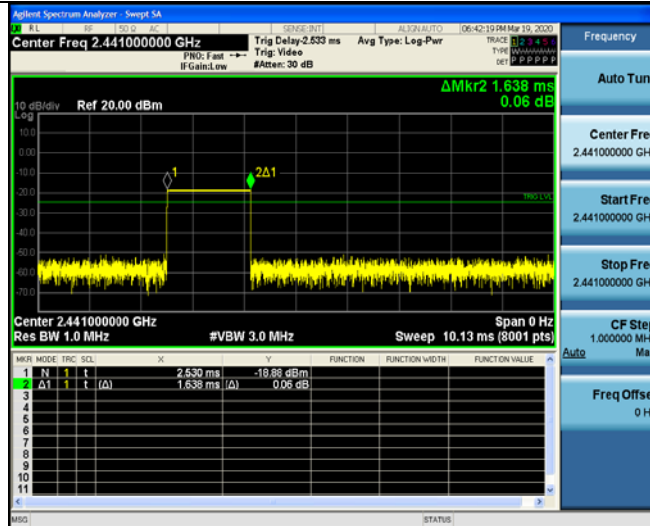 Agilent Spectrum Analyzer - Swept SA
RL RF 50 Ω AC SENSE:INT ALIGN AUTO 06:42:19 PM Mar 19, 2020
Center Freq 2.441000000 GHz
Trig Delay-2.533 ms Avg Type: Log-Pwr TRACE 1 2 3 4 5 6
PNO: Fast Trig: Video TYPE
IFGain:Low #Atten: 30 dB DET P P P P P P
ΔMkr2 1.638 ms
0.06 dB
10 dB/div Ref 20.00 dBm
Log
10.0
0.00
-10.0
-20.0
-30.0
-40.0
-50.0
-60.0
-70.0
1
2Δ1
TRIG LVL
Center 2.441000000 GHz Span 0 Hz
Res BW 1.0 MHz #VBW 3.0 MHz Sweep 10.13 ms (8001 pts)
MKR MODE TRC SCL X Y FUNCTION FUNCTION WIDTH FUNCTION VALUE
1 N 1 t 2.530 ms -18.88 dBm
2 Δ1 1 t (Δ) 1.638 ms (Δ) 0.06 dB
3
4
5
6
7
8
9
10
11
MSG STATUS
Frequency
Auto Tun
Center Fre
2.441000000 GH
Start Fre
2.441000000 GH
Stop Fre
2.441000000 GH
CF Ste
1.000000 MH
Auto Ma
Freq Offse
0 H